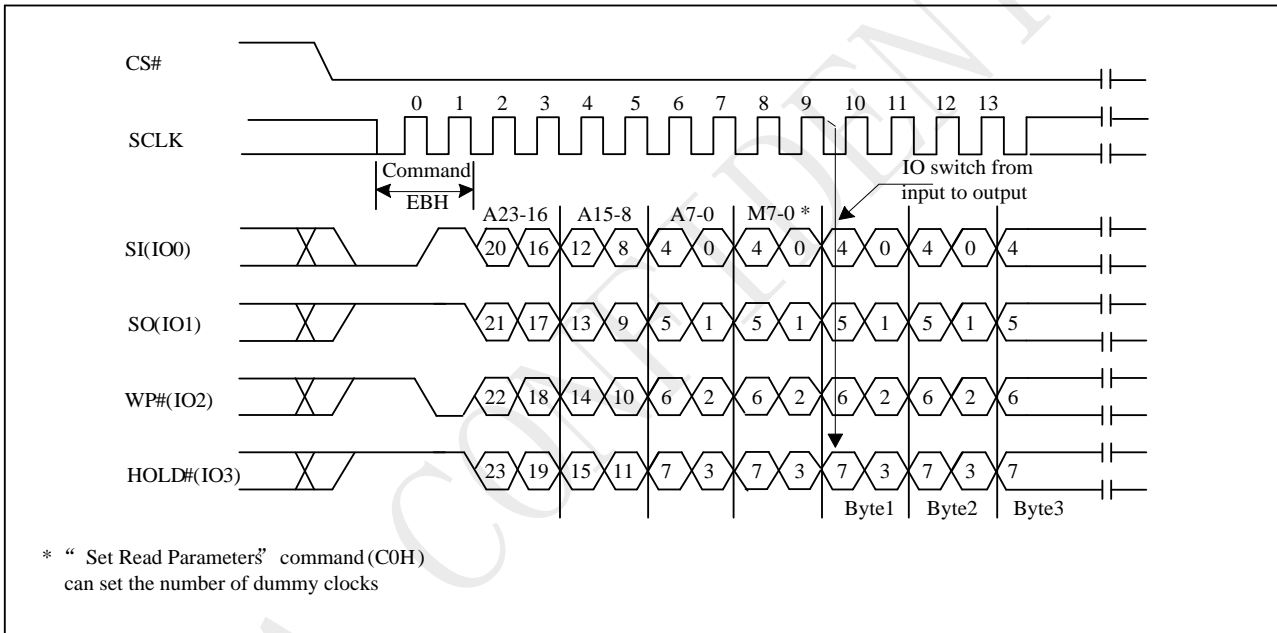 CS#
0 1 2 3 4 5 6 7 8 9 10 11 12 13
SCLK
Command
EBH
IO switch from
input to output
A23-16 A15-8 A7-0 M7-0 *
SI(IO0) 20 16 12 8 4 0 4 0 4 0 4 0 4
SO(IO1) 21 17 13 9 5 1 5 1 5 1 5 1 5
WP#(IO2) 22 18 14 10 6 2 6 2 6 2 6 2 6
HOLD#(IO3) 23 19 15 11 7 3 7 3 7 3 7 3 7
Byte1 Byte2 Byte3
* “ Set Read Parameters” command (C0H)
can set the number of dummy clocks
CONFIDENT